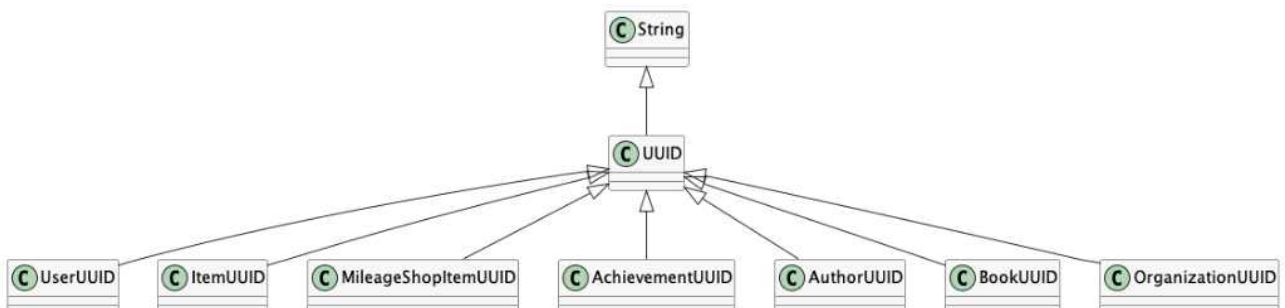 C String
C UUID
C UserUUID C ItemUUID C MileageShopItemUUID C AchievementUUID C AuthorUUID C BookUUID C OrganizationUUID